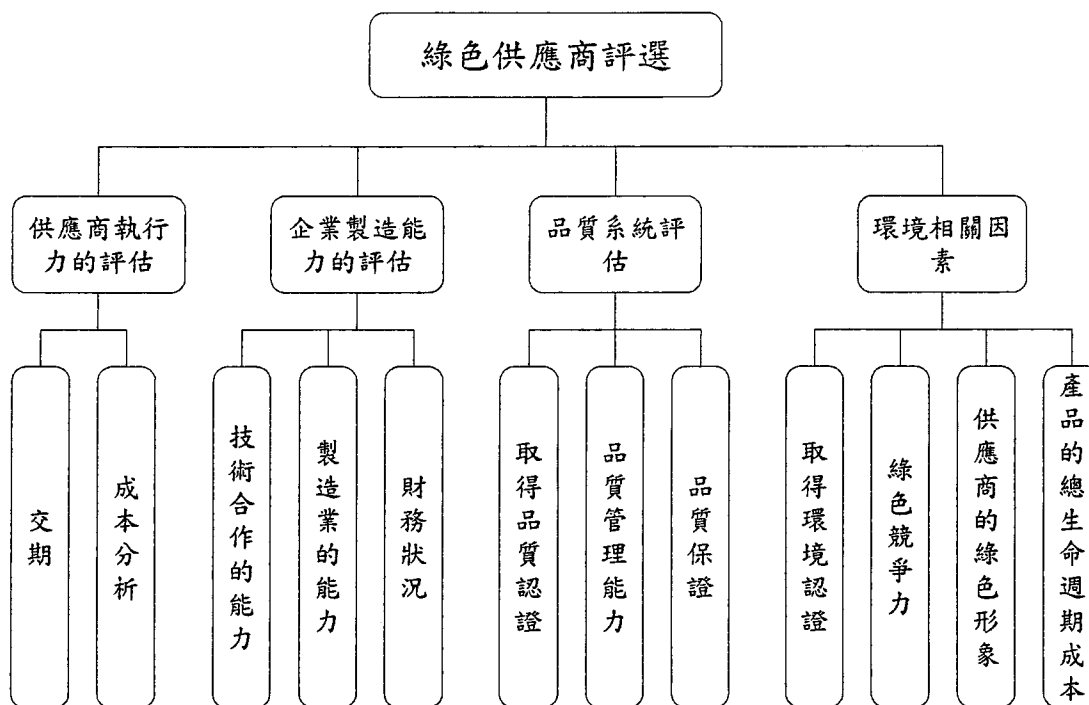 綠色供應商評選
供應商執行
力的評估
企業製造能
力的評估
品質系統評
估
環境相關因
素
交期
成本分析
技術合作的能力
製造業的能力
財務狀況
取得品質認證
品質管理能力
品質保證
取得環境認證
綠色競爭力
供應商的綠色形象
產品的總生命週期成本